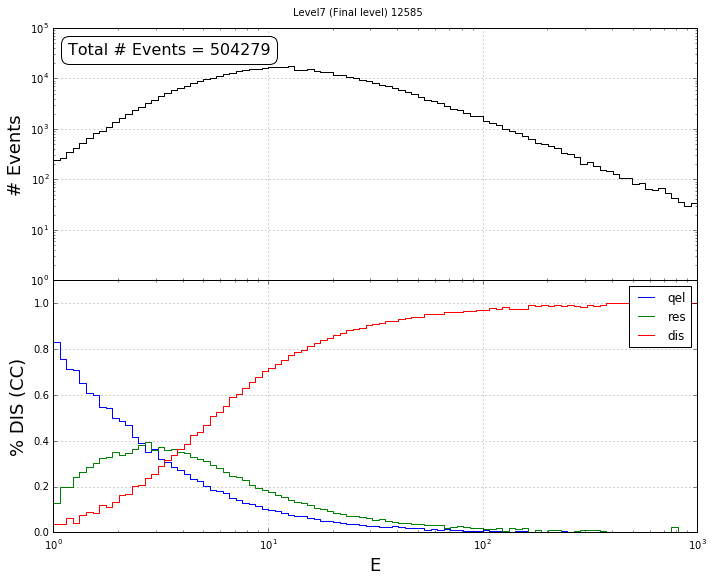 Level7 (Final level) 12585
Total # Events = 504279
10^5
10^4
10^3
10^2
10^1
10^0
# Events
qel
res
dis
1.0
0.8
0.6
0.4
0.2
0.0
% DIS (CC)
10^0 10^1 10^2 10^3
E